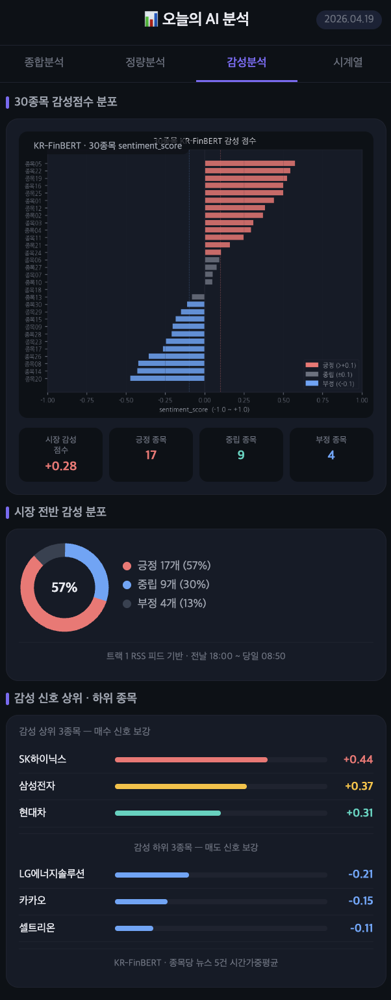 📊 오늘의 AI 분석
2026.04.19
종합분석
정량분석
감성분석
시계열
30종목 감성점수 분포
30종목 KR-FinBERT 감성 점수
KR-FinBERT · 30종목 sentiment_score
종목05
종목22
종목19
종목16
종목25
종목01
종목12
종목02
종목03
종목04
종목11
종목21
종목24
종목06
종목27
종목07
종목10
종목18
종목13
종목30
종목29
종목15
종목09
종목28
종목23
종목17
종목26
종목08
종목14
종목20
긍정 (>+0.1)
중립 (±0.1)
부정 (<-0.1)
-1.00 -0.75 -0.50 -0.25 0.00 0.25 0.50 0.75 1.00
sentiment_score (-1.0 ~ +1.0)
시장 감성
점수
+0.28
긍정 종목
17
중립 종목
9
부정 종목
4
시장 전반 감성 분포
57%
긍정 17개 (57%)
중립 9개 (30%)
부정 4개 (13%)
트랙 1 RSS 피드 기반 · 전날 18:00 ~ 당일 08:50
감성 신호 상위 · 하위 종목
감성 상위 3종목 — 매수 신호 보강
SK하이닉스 +0.44
삼성전자 +0.37
현대차 +0.31
감성 하위 3종목 — 매도 신호 보강
LG에너지솔루션 -0.21
카카오 -0.15
셀트리온 -0.11
KR-FinBERT · 종목당 뉴스 5건 시간가중평균